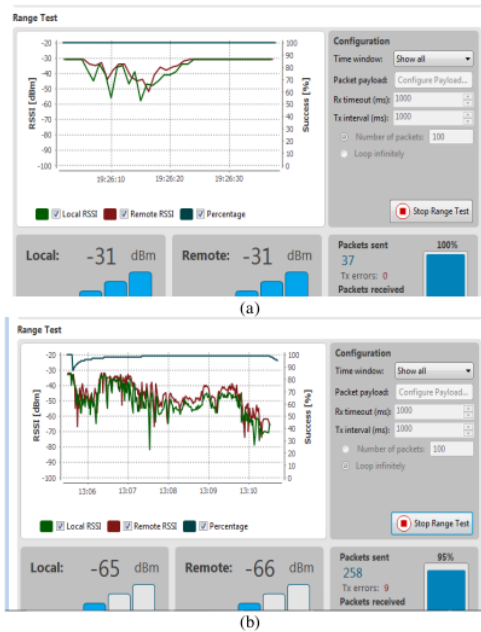 Range Test
Configuration
Time window: Show all
Packet payload: Configure Payload...
Rx timeout (ms): 1000
Tx interval (ms): 1000
Number of packets: 100
Loop infinitely
Stop Range Test
RSSI [dBm]
-20
-30
-40
-50
-60
-70
-80
-90
-100
Success [%]
100
90
80
70
60
50
40
30
20
10
0
19:26:10 19:26:20 19:26:30
Local RSSI Remote RSSI Percentage
Local: -31 dBm
Remote: -31 dBm
Packets sent 100%
37
Tx errors: 0
Packets received
(a)
Range Test
Configuration
Time window: Show all
Packet payload: Configure Payload...
Rx timeout (ms): 1000
Tx interval (ms): 1000
Number of packets: 100
Loop infinitely
Stop Range Test
RSSI [dBm]
-20
-30
-40
-50
-60
-70
-80
-90
-100
Success [%]
100
90
80
70
60
50
40
30
20
10
0
13:06 13:07 13:08 13:09 13:10
Local RSSI Remote RSSI Percentage
Local: -65 dBm
Remote: -66 dBm
Packets sent 95%
258
Tx errors: 9
Packets received
(b)